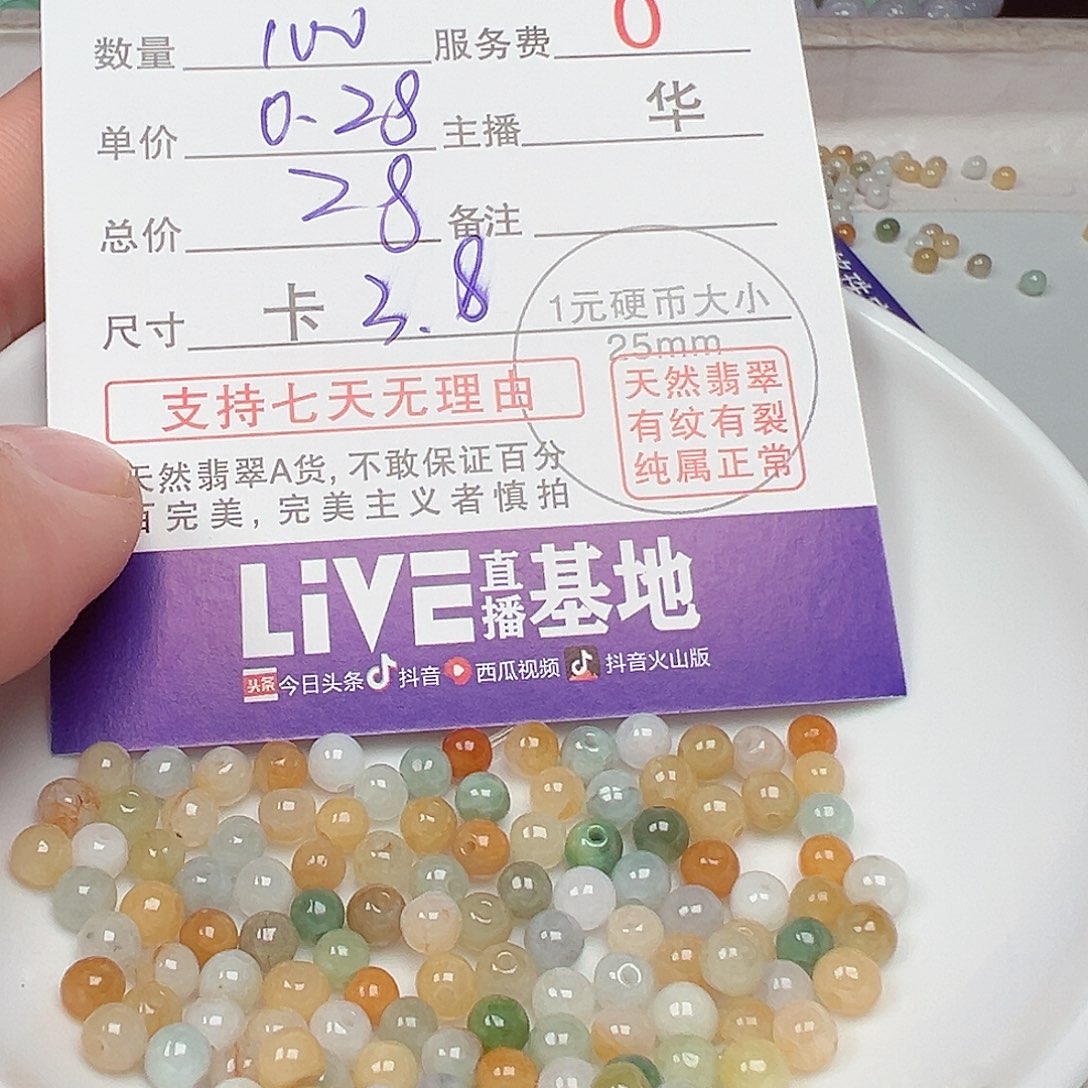 数量 100 服务费 0
单价 0.28 主播 华
总价 28 备注
尺寸 卡 3.8 1元硬币大小
25mm
支持七天无理由
天然翡翠
有纹有裂
纯属正常
天然翡翠A货,不敢保证百分
百完美,完美主义者慎拍
LiVE直播基地
头条 今日头条 抖音 西瓜视频 抖音火山版